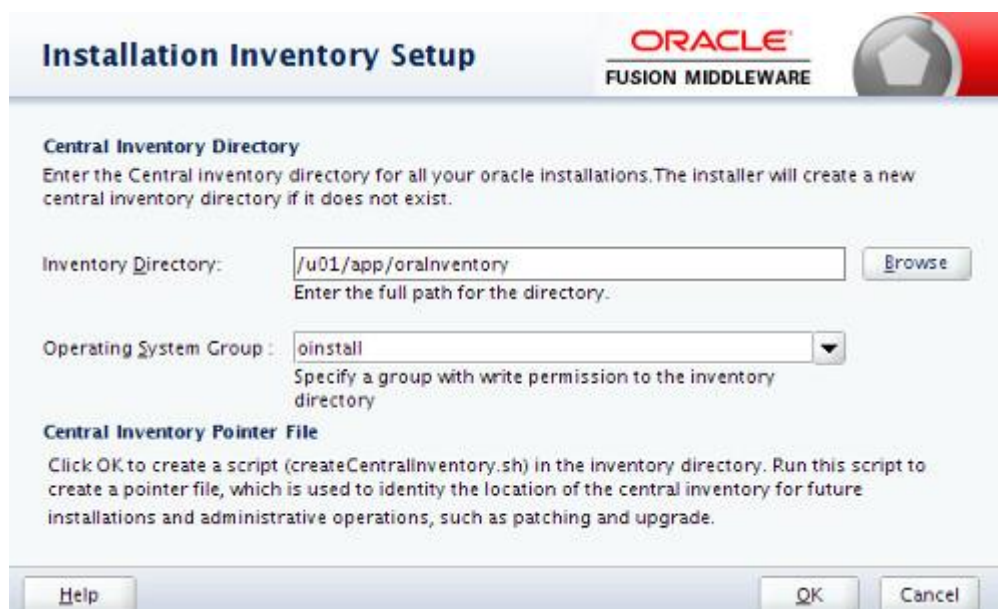 Installation Inventory Setup
ORACLE
FUSION MIDDLEWARE
Central Inventory Directory
Enter the Central inventory directory for all your oracle installations.The installer will create a new
central inventory directory if it does not exist.
Inventory Directory:
/u01/app/oraInventory
Browse
Enter the full path for the directory.
Operating System Group :
oinstall
Specify a group with write permission to the inventory
directory
Central Inventory Pointer File
Click OK to create a script (createCentralInventory.sh) in the inventory directory. Run this script to
create a pointer file, which is used to identity the location of the central inventory for future
installations and administrative operations, such as patching and upgrade.
Help
OK
Cancel